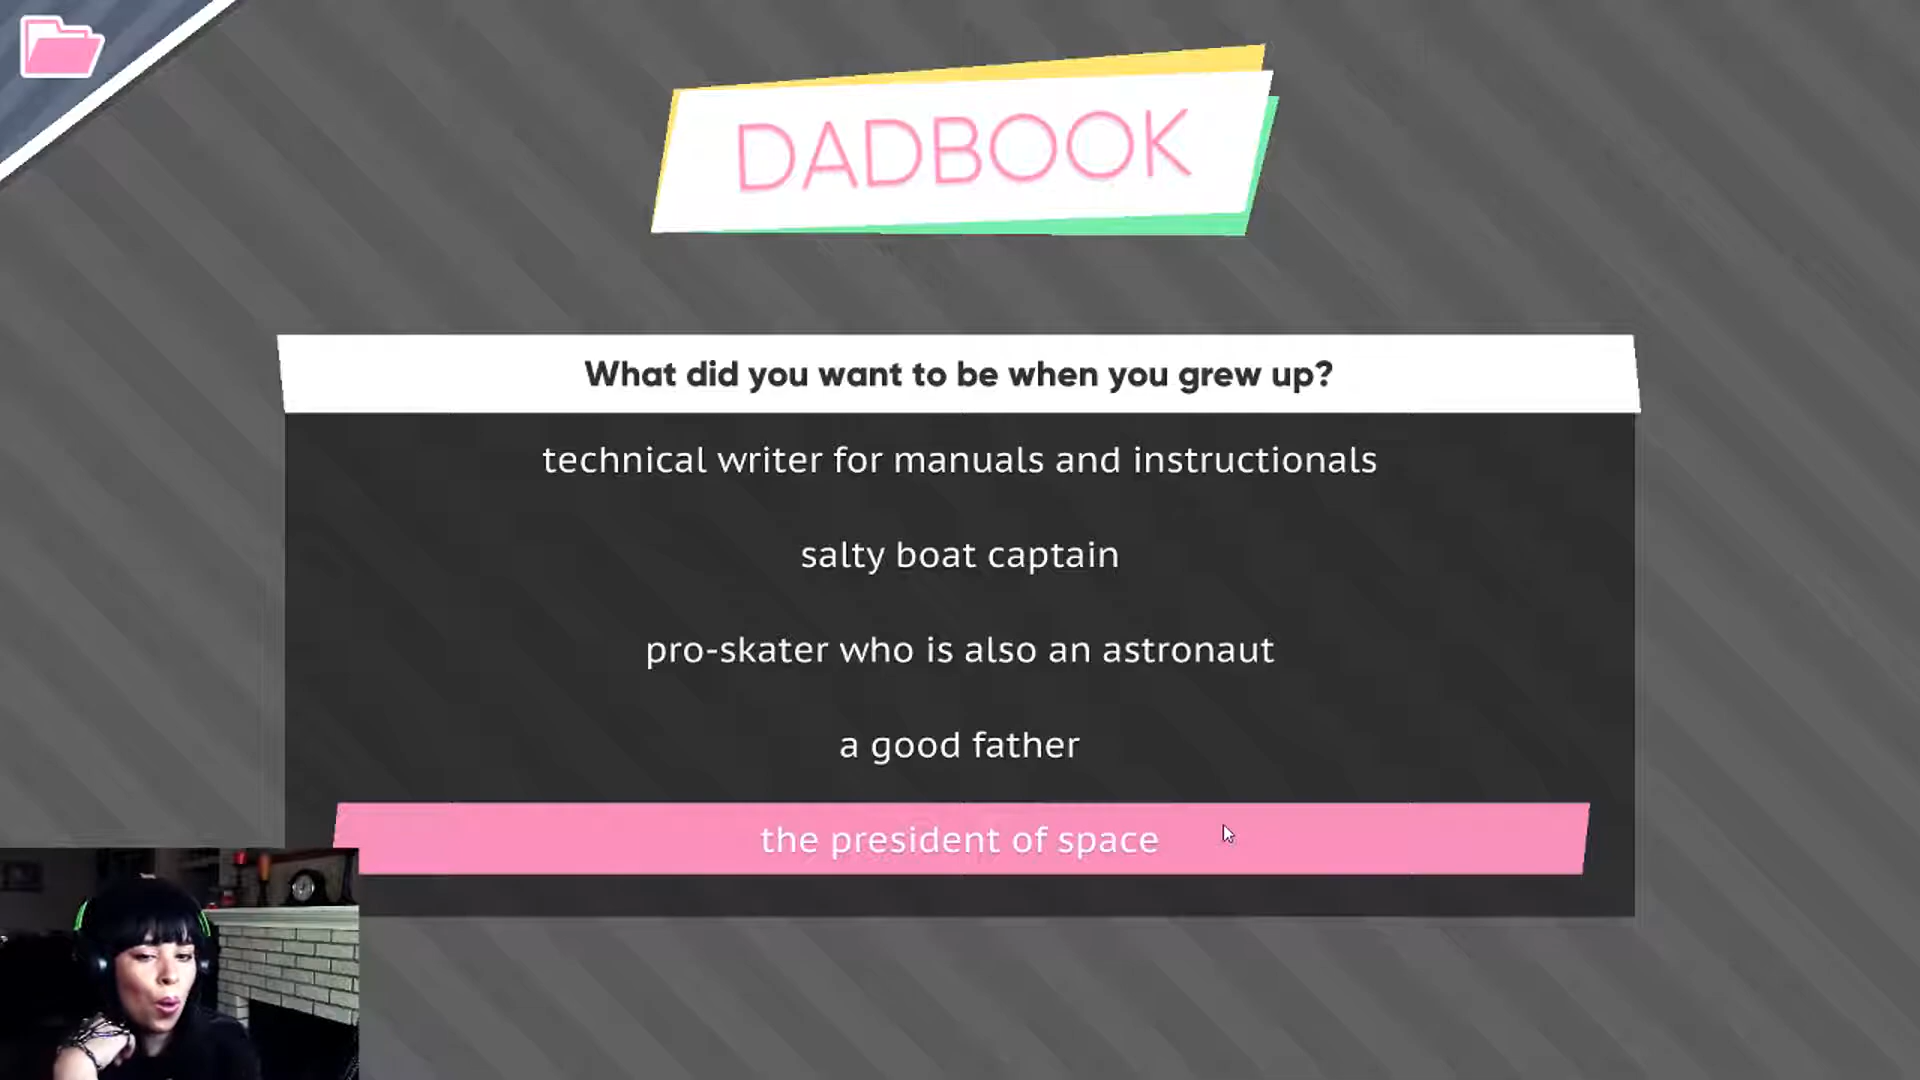 DADBOOK
What did you want to be when you grew up?
technical writer for manuals and instructionals
salty boat captain
pro-skater who is also an astronaut
a good father
the president of space